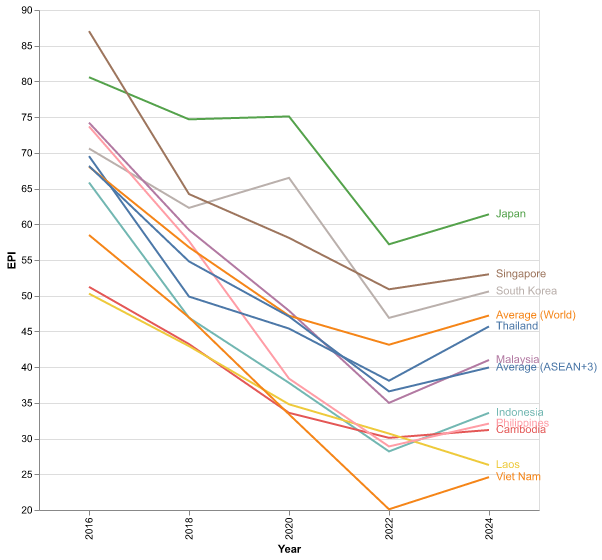 90
85
80
75
70
65
60
55
50
45
40
35
30
25
20
EPI
Japan
Singapore
South Korea
Average (World)
Thailand
Malaysia
Average (ASEAN+3)
Indonesia
Philippines
Cambodia
Laos
Viet Nam
2016
2018
2020
2022
2024
Year